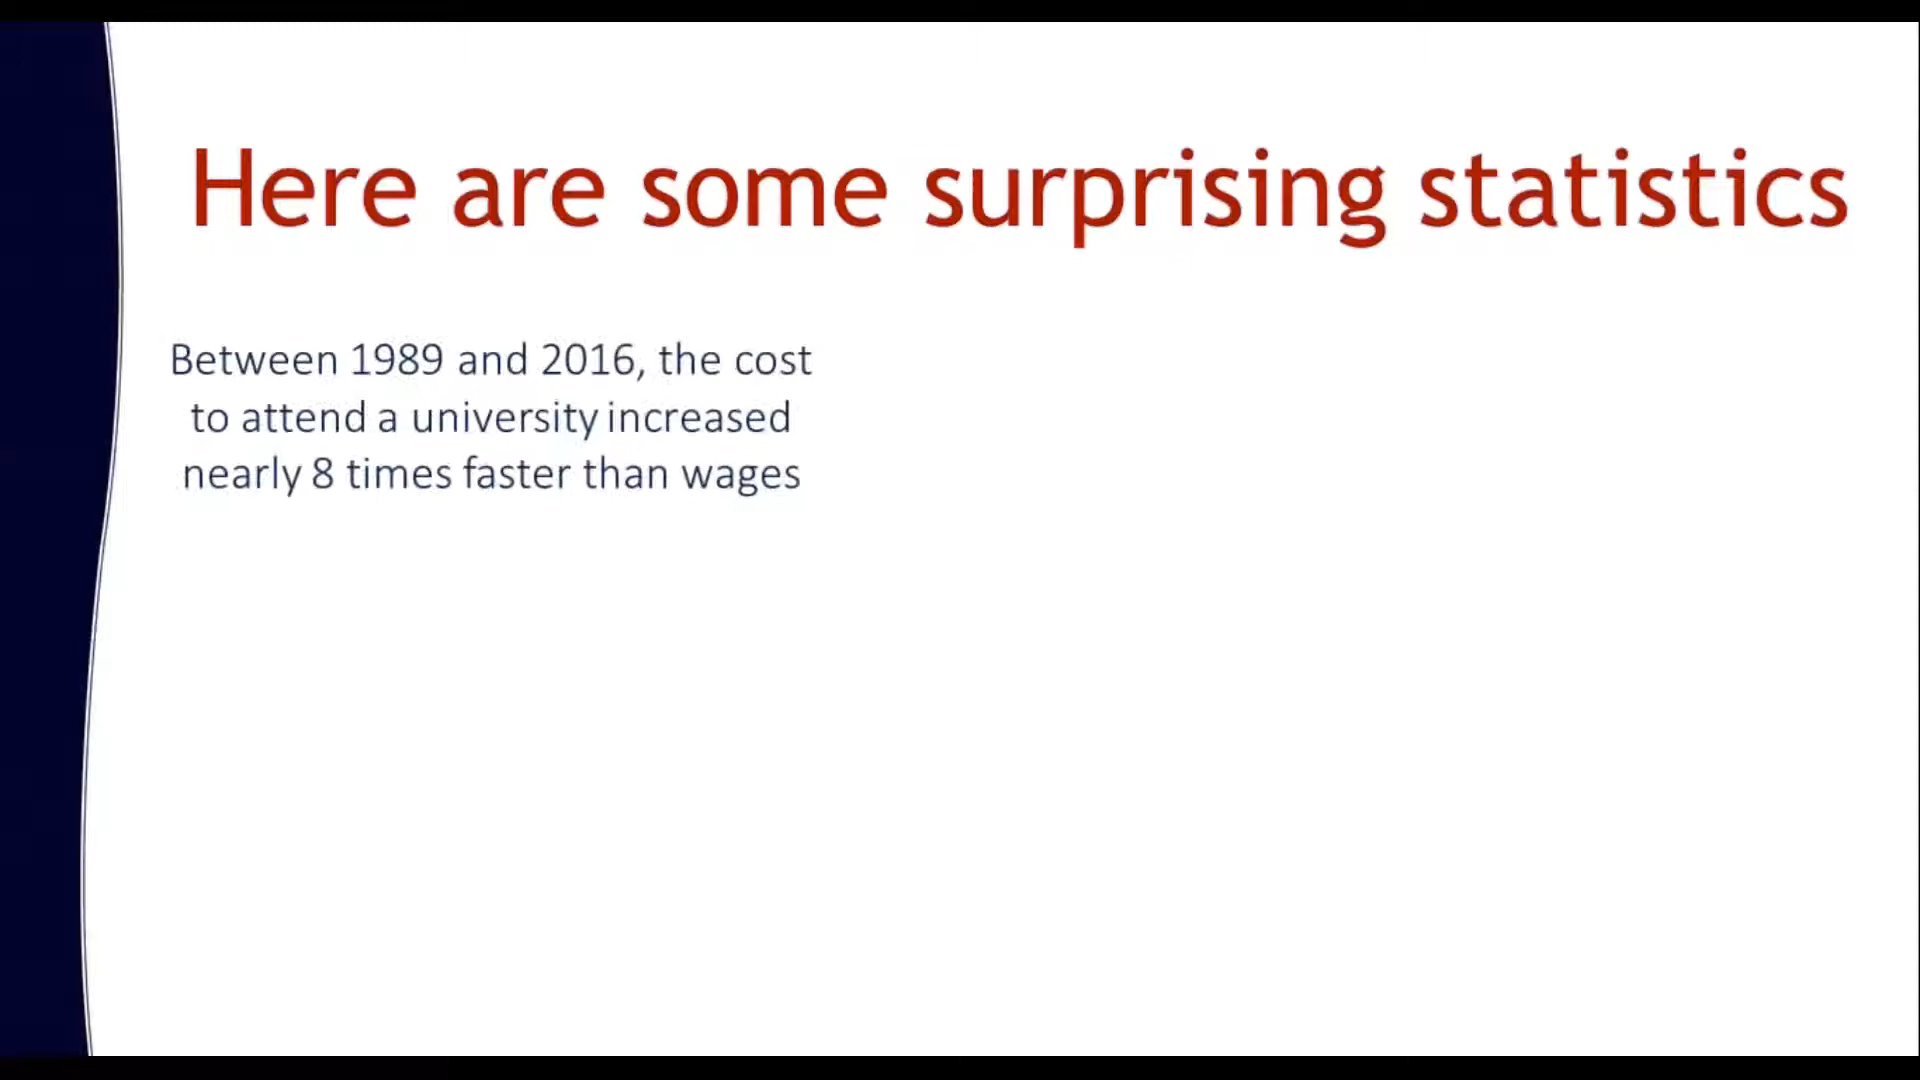 Here are some surprising statistics
Between 1989 and 2016, the cost
to attend a university increased
nearly 8 times faster than wages